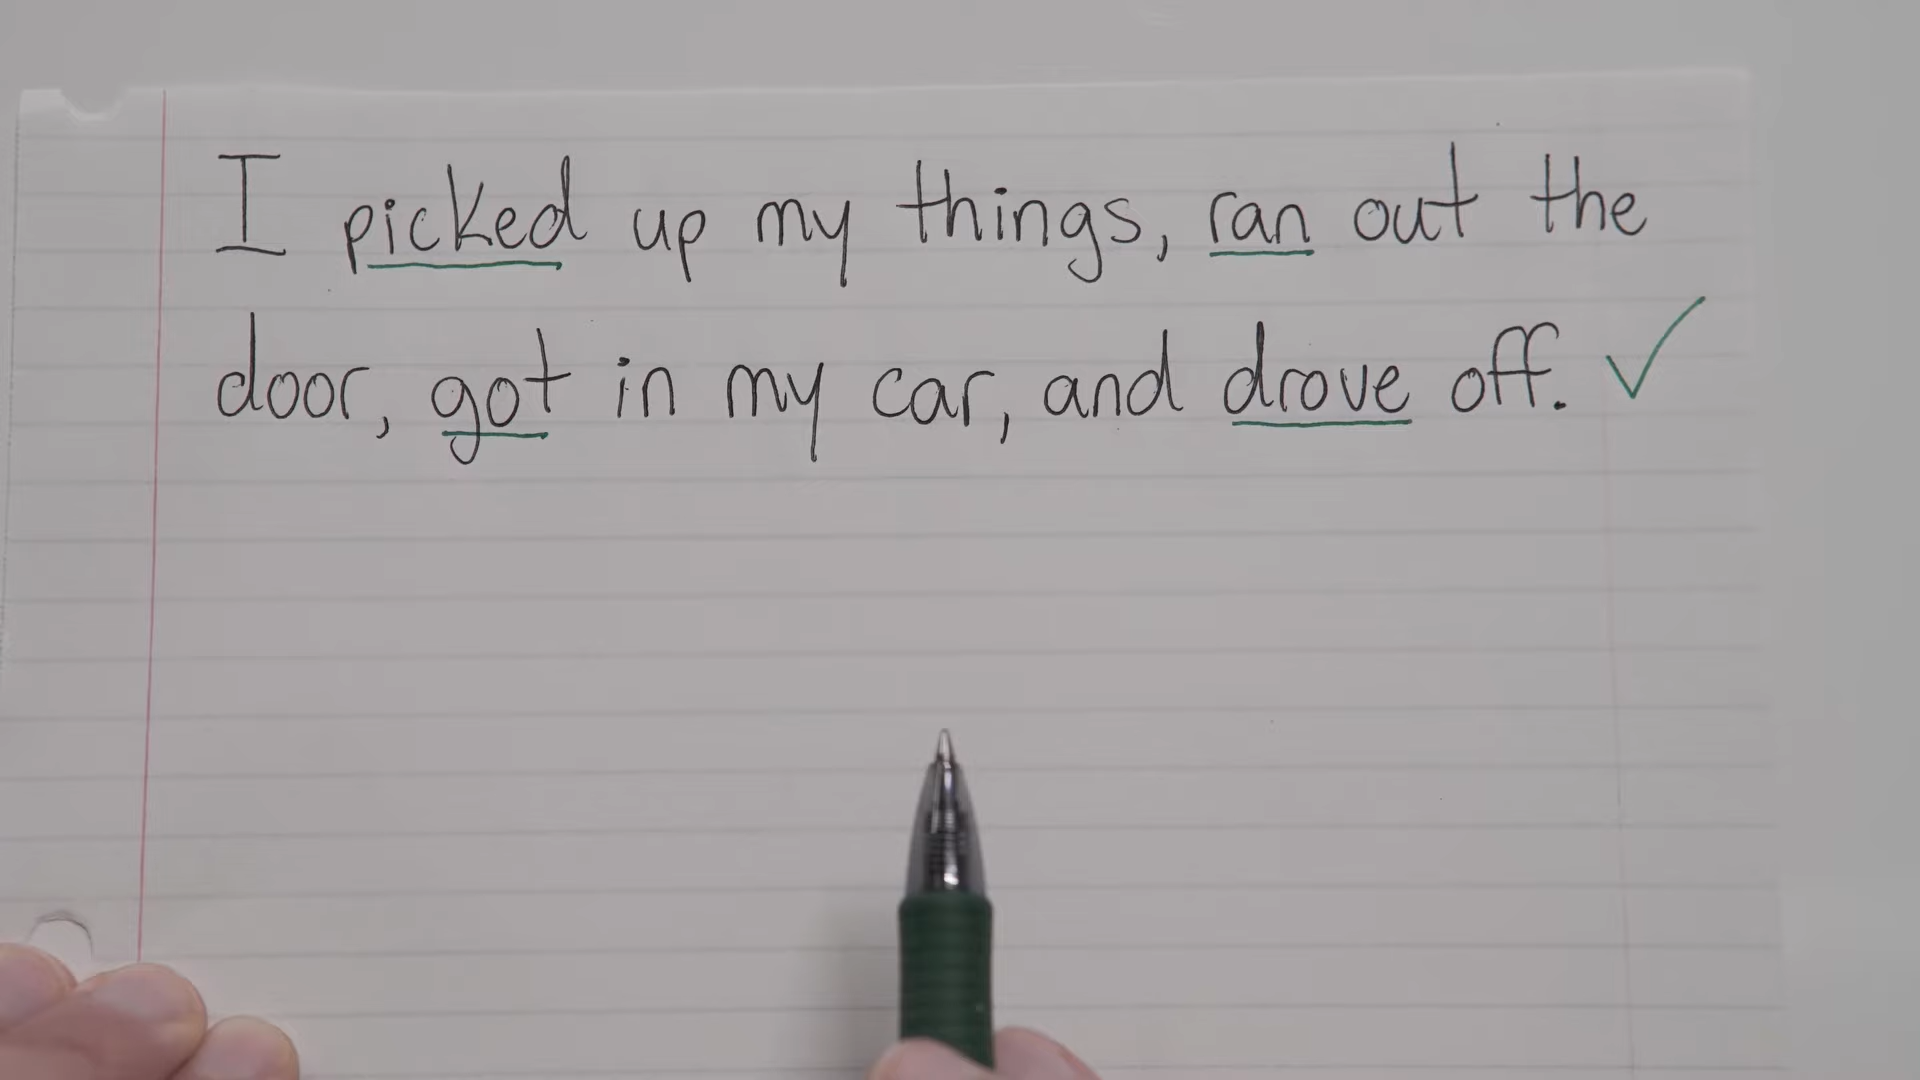 I picked up my things, ran out the
door, got in my car, and drove off. ✓